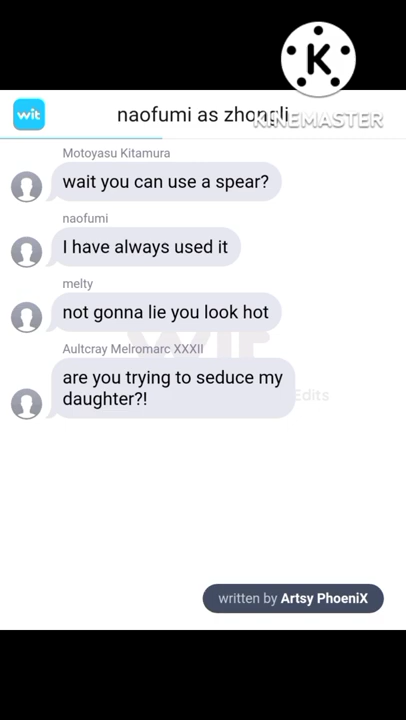 K
KINEMASTER
wit
naofumi as zhongli
Motoyasu Kitamura
wait you can use a spear?
naofumi
I have always used it
melty
not gonna lie you look hot
Aultcray Melromarc XXXII
are you trying to seduce my
daughter?!
Edits
written by Artsy PhoeniX